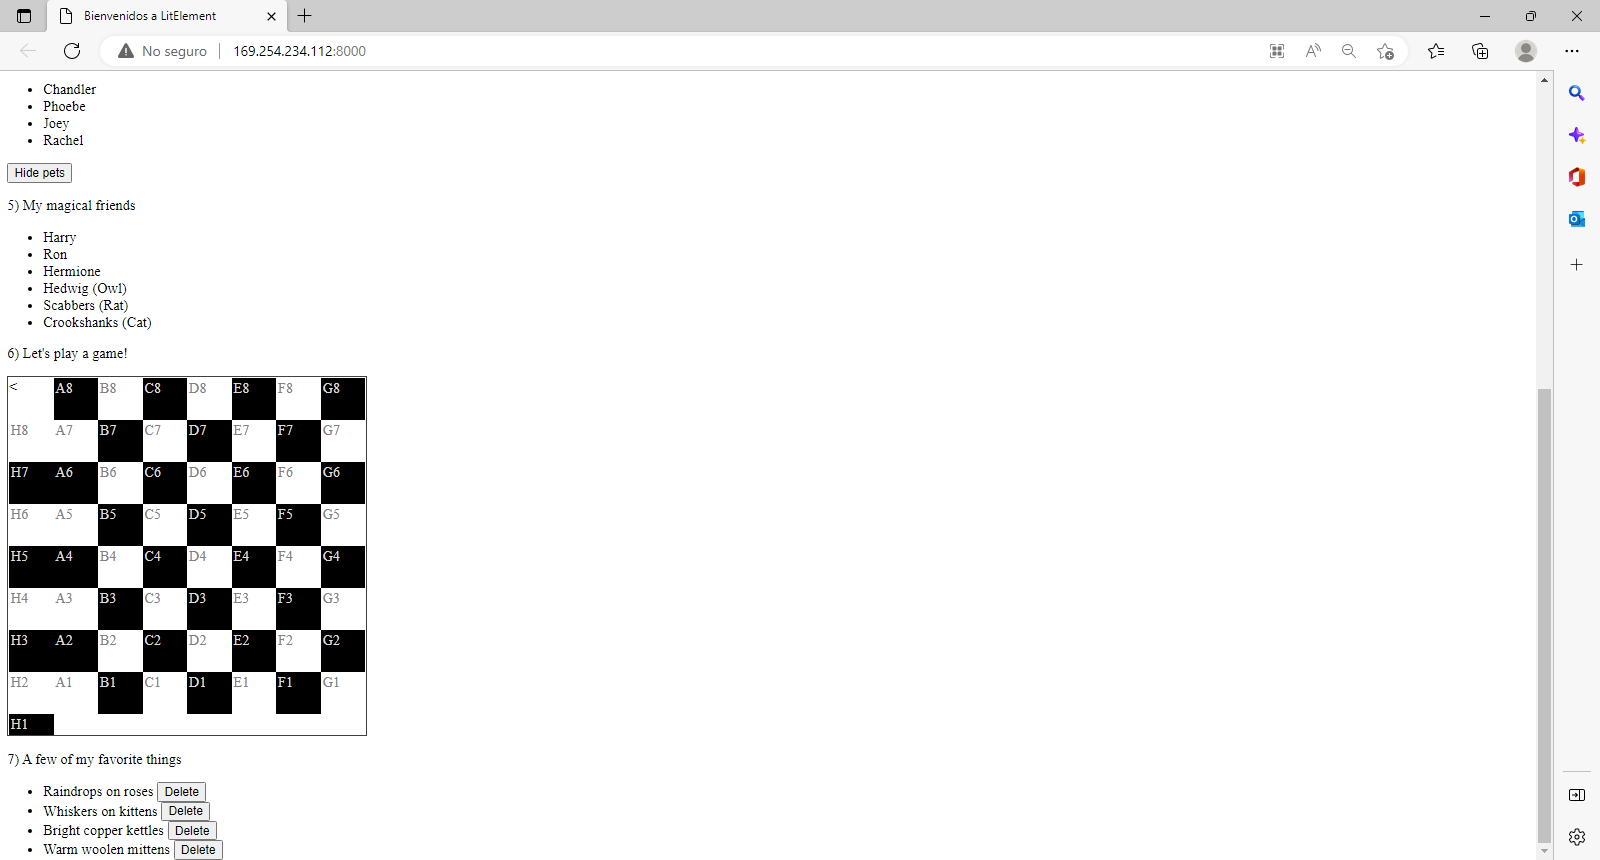 Bienvenidos a LitElement
No seguro
169.254.234.112:8000
Chandler
Phoebe
Joey
Rachel
Hide pets
5) My magical friends
Harry
Ron
Hermione
Hedwig (Owl)
Scabbers (Rat)
Crookshanks (Cat)
6) Let's play a game!
< A8 B8 C8 D8 E8 F8 G8
H8 A7 B7 C7 D7 E7 F7 G7
H7 A6 B6 C6 D6 E6 F6 G6
H6 A5 B5 C5 D5 E5 F5 G5
H5 A4 B4 C4 D4 E4 F4 G4
H4 A3 B3 C3 D3 E3 F3 G3
H3 A2 B2 C2 D2 E2 F2 G2
H2 A1 B1 C1 D1 E1 F1 G1
H1
7) A few of my favorite things
Raindrops on roses Delete
Whiskers on kittens Delete
Bright copper kettles Delete
Warm woolen mittens Delete